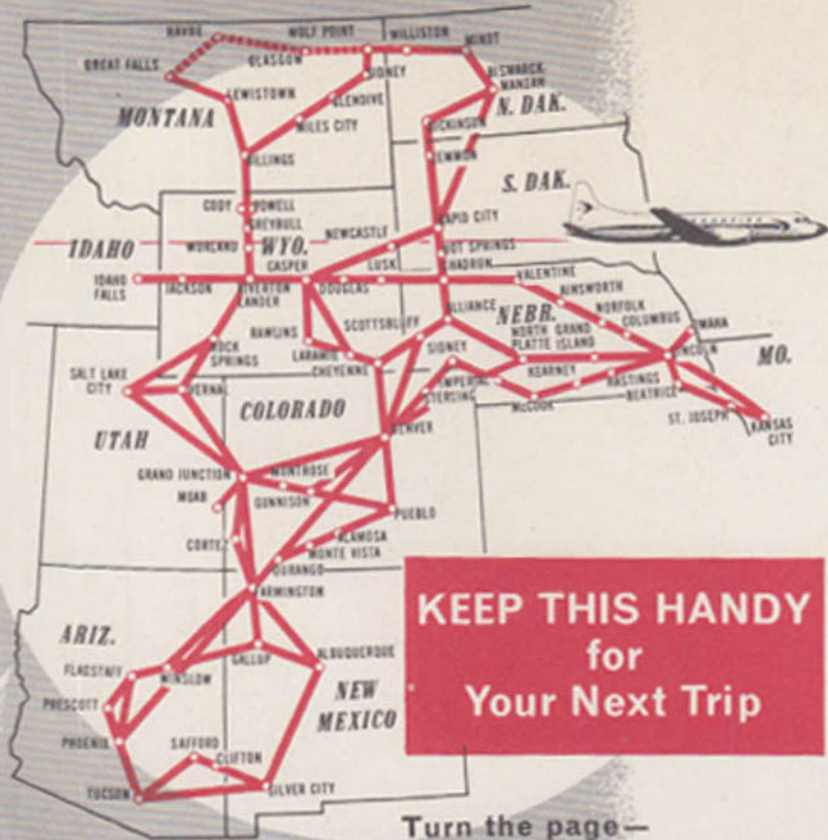 HAVRE
WOLF POINT
WILLISTON
MINOT
GLASGOW
GREAT FALLS
SIDNEY
BISMARCK
MANDAN
LEWISTOWN
GLENDIVE
N. DAK.
MONTANA
MILES CITY
DICKINSON
LEMMON
BILLINGS
S. DAK.
CODY
POWELL
GREYBULL
RAPID CITY
NEWCASTLE
IDAHO
WORLAND
WYO.
HOT SPRINGS
CASPER
LUSK
CHADRON
VALENTINE
IDAHO
FALLS
JACKSON
RIVERTON
LANDER
DOUGLAS
AINSWORTH
ALLIANCE
NEBR.
NORFOLK
COLUMBUS
OMAHA
RAWLINS
SCOTTSBLUFF
NORTH
PLATTE
GRAND
ISLAND
ROCK
SPRINGS
LARAMIE
SIDNEY
LINCOLN
MO.
CHEYENNE
KEARNEY
SALT LAKE
CITY
VERNAL
IMPERIAL
HASTINGS
STERLING
BEATRICE
COLORADO
McCOOK
ST. JOSEPH
KANSAS
CITY
UTAH
DENVER
GRAND JUNCTION
MONTROSE
MOAB
GUNNISON
PUEBLO
CORTEZ
ALAMOSA
MONTE VISTA
DURANGO
FARMINGTON
ARIZ.
GALLUP
ALBUQUERQUE
FLAGSTAFF
WINSLOW
NEW
MEXICO
PRESCOTT
PHOENIX
SAFFORD
CLIFTON
TUCSON
SILVER CITY
KEEP THIS HANDY
for
Your Next Trip
Turn the page—